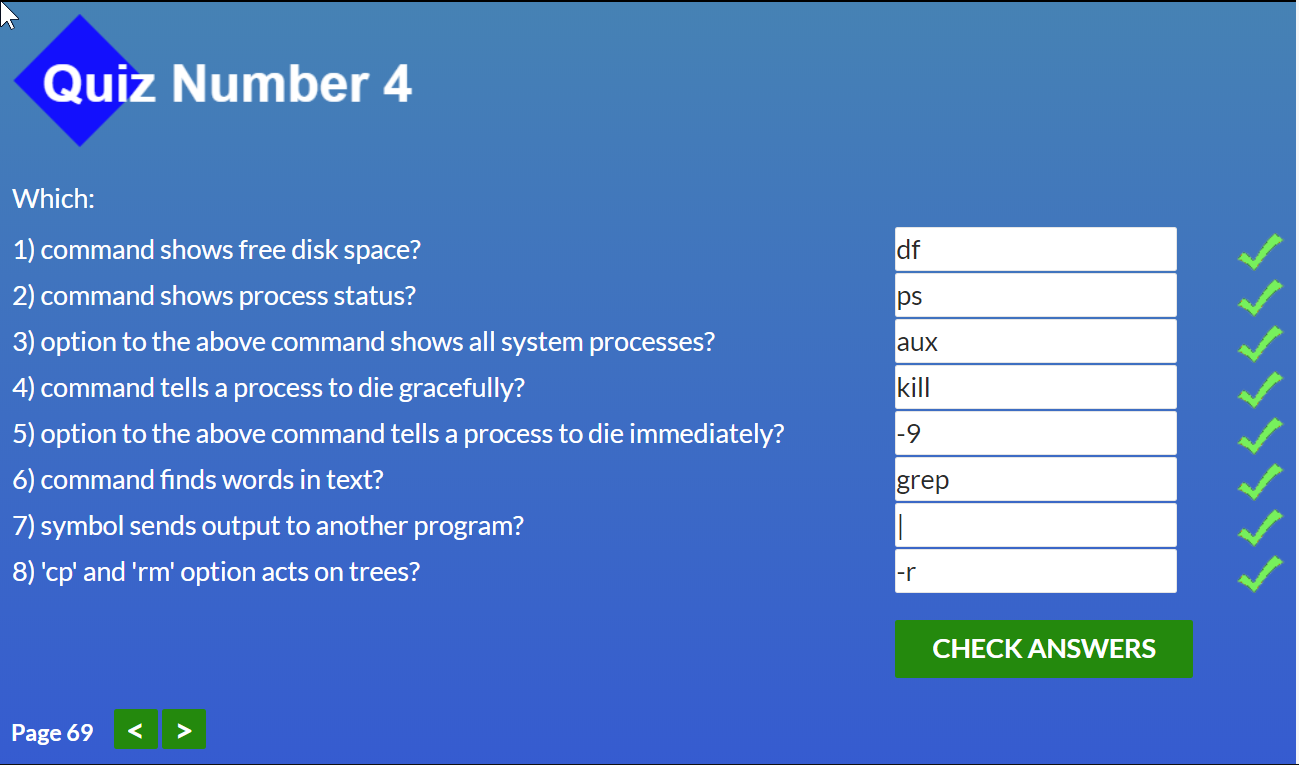 Quiz Number 4
Which:
1) command shows free disk space? df
2) command shows process status? ps
3) option to the above command shows all system processes? aux
4) command tells a process to die gracefully? kill
5) option to the above command tells a process to die immediately? -9
6) command finds words in text? grep
7) symbol sends output to another program? |
8) 'cp' and 'rm' option acts on trees? -r
CHECK ANSWERS
Page 69 < >